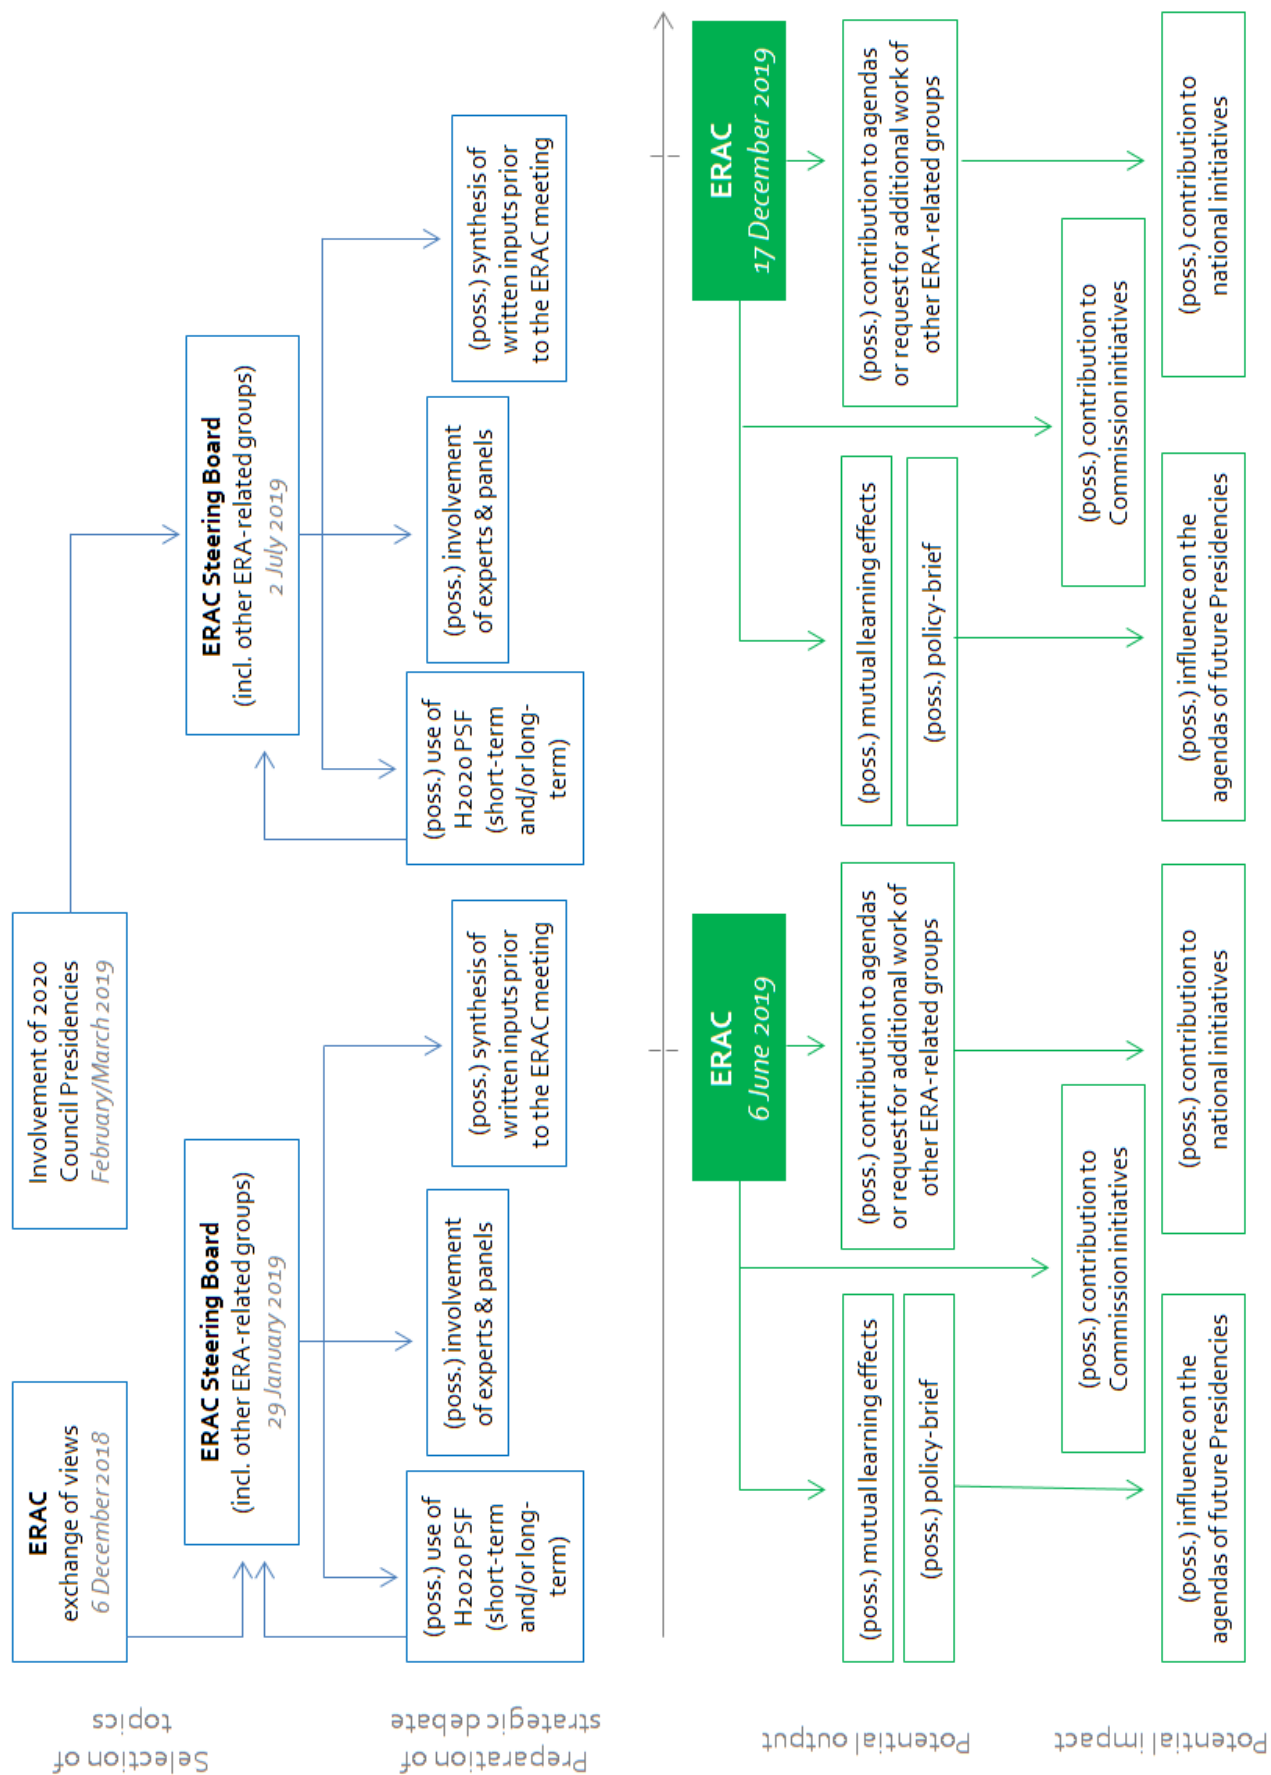 Selection of
topics
ERAC
exchange of views
6 December 2018
Involvement of 2020
Council Presidencies
February/March 2019
ERAC Steering Board
(incl. other ERA-related groups)
29 January 2019
ERAC Steering Board
(incl. other ERA-related groups)
2 July 2019
Preparation of
strategic debate
(poss.) use of
H2020 PSF
(short-term
and/or long-
term)
(poss.) involvement
of experts & panels
(poss.) synthesis of
written inputs prior
to the ERAC meeting
(poss.) use of
H2020 PSF
(short-term
and/or long-
term)
(poss.) involvement
of experts & panels
(poss.) synthesis of
written inputs prior
to the ERAC meeting
ERAC
6 June 2019
ERAC
17 December 2019
Potential output
(poss.) mutual learning effects
(poss.) policy-brief
(poss.) contribution to agendas
or request for additional work of
other ERA-related groups
(poss.) mutual learning effects
(poss.) policy-brief
(poss.) contribution to agendas
or request for additional work of
other ERA-related groups
Potential impact
(poss.) contribution to
Commission initiatives
(poss.) contribution to
Commission initiatives
(poss.) influence on the
agendas of future Presidencies
(poss.) contribution to
national initiatives
(poss.) influence on the
agendas of future Presidencies
(poss.) contribution to
national initiatives